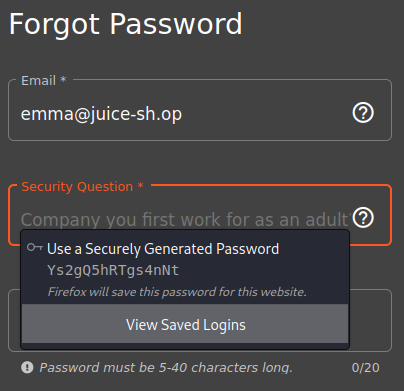 Forgot Password
Email *
emma@juice-sh.op
Security Question *
Company you first work for as an adult
Use a Securely Generated Password
Ys2gQ5hRTgs4nNt
Firefox will save this password for this website.
View Saved Logins
Password must be 5-40 characters long. 0/20